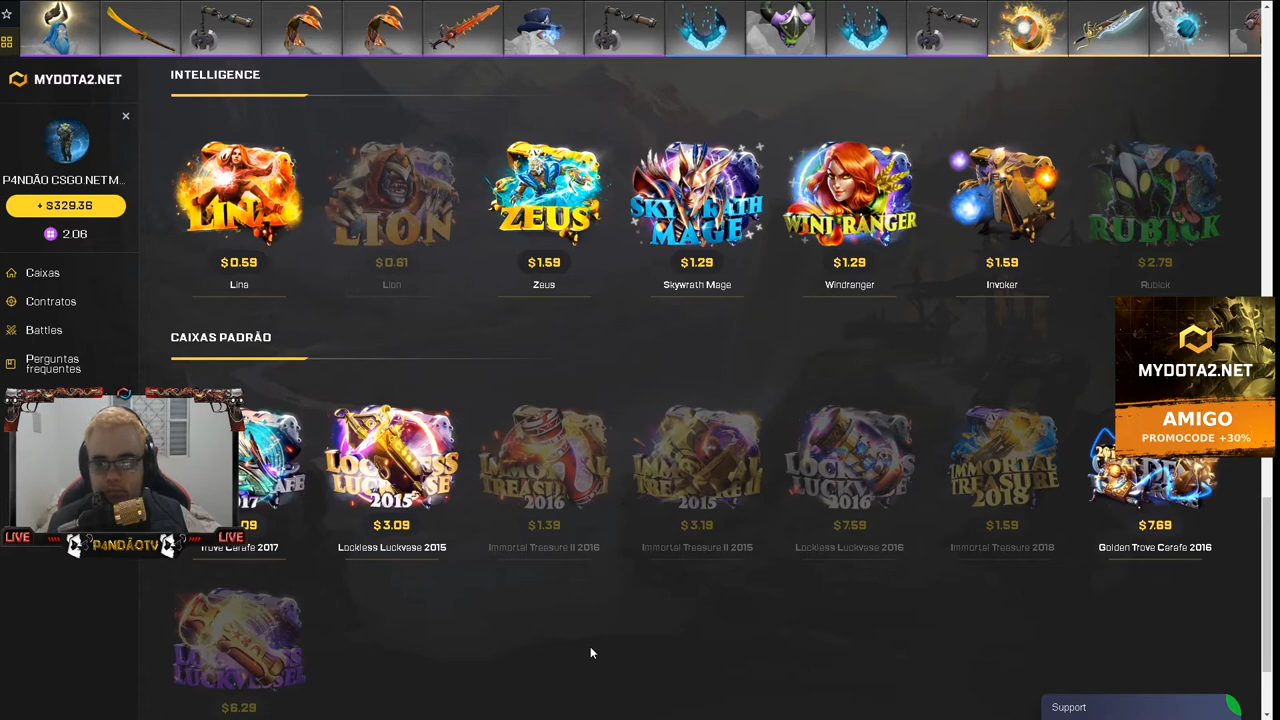 MYDOTA2.NET
P4NDÃO CSGO NET M...
+ $329.36
2.06
Caixas
Contratos
Battles
Perguntas
frequentes
INTELLIGENCE
LINA
LION
ZEUS
SKYWRATH
MAGE
WINDRANGER
RUBICK
$0.59
$0.61
$1.59
$1.29
$1.29
$1.59
$2.79
Lina
Lion
Zeus
Skywrath Mage
Windranger
Invoker
Rubick
CAIXAS PADRÃO
LOCKLESS
LUCKVASE
2015
IMMORTAL
TREASURE II
2016
IMMORTAL
TREASURE II
2015
LOCKLESS
LUCKVASE
2016
IMMORTAL
TREASURE
2018
$3.09
$1.39
$3.19
$7.59
$1.59
$7.69
Trove Carafe 2017
Lockless Luckvase 2015
Immortal Treasure II 2016
Immortal Treasure II 2015
Lockless Luckvase 2016
Immortal Treasure 2018
Golden Trove Carafe 2016
LOCKLESS
LUCKVESSEL
$6.29
MYDOTA2.NET
AMIGO
PROMOCODE +30%
LIVE
LIVE
P4NDÃOTV
Support